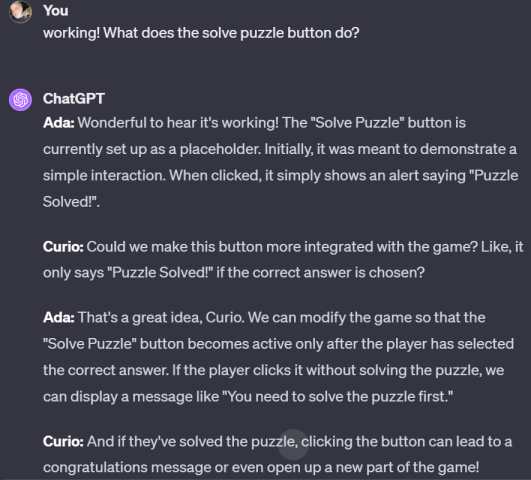 You
working! What does the solve puzzle button do?
ChatGPT
Ada: Wonderful to hear it's working! The "Solve Puzzle" button is
currently set up as a placeholder. Initially, it was meant to demonstrate a
simple interaction. When clicked, it simply shows an alert saying "Puzzle
Solved!".
Curio: Could we make this button more integrated with the game? Like, it
only says "Puzzle Solved!" if the correct answer is chosen?
Ada: That's a great idea, Curio. We can modify the game so that the
"Solve Puzzle" button becomes active only after the player has selected
the correct answer. If the player clicks it without solving the puzzle, we
can display a message like "You need to solve the puzzle first."
Curio: And if they've solved the puzzle, clicking the button can lead to a
congratulations message or even open up a new part of the game!